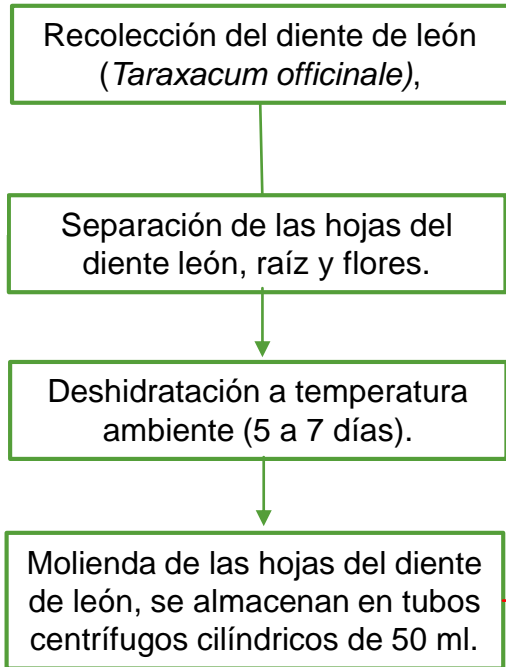 Recolección del diente de león
(Taraxacum officinale),
Separación de las hojas del
diente león, raíz y flores.
Deshidratación a temperatura
ambiente (5 a 7 días).
Molienda de las hojas del diente
de león, se almacenan en tubos
centrífugos cilíndricos de 50 ml.